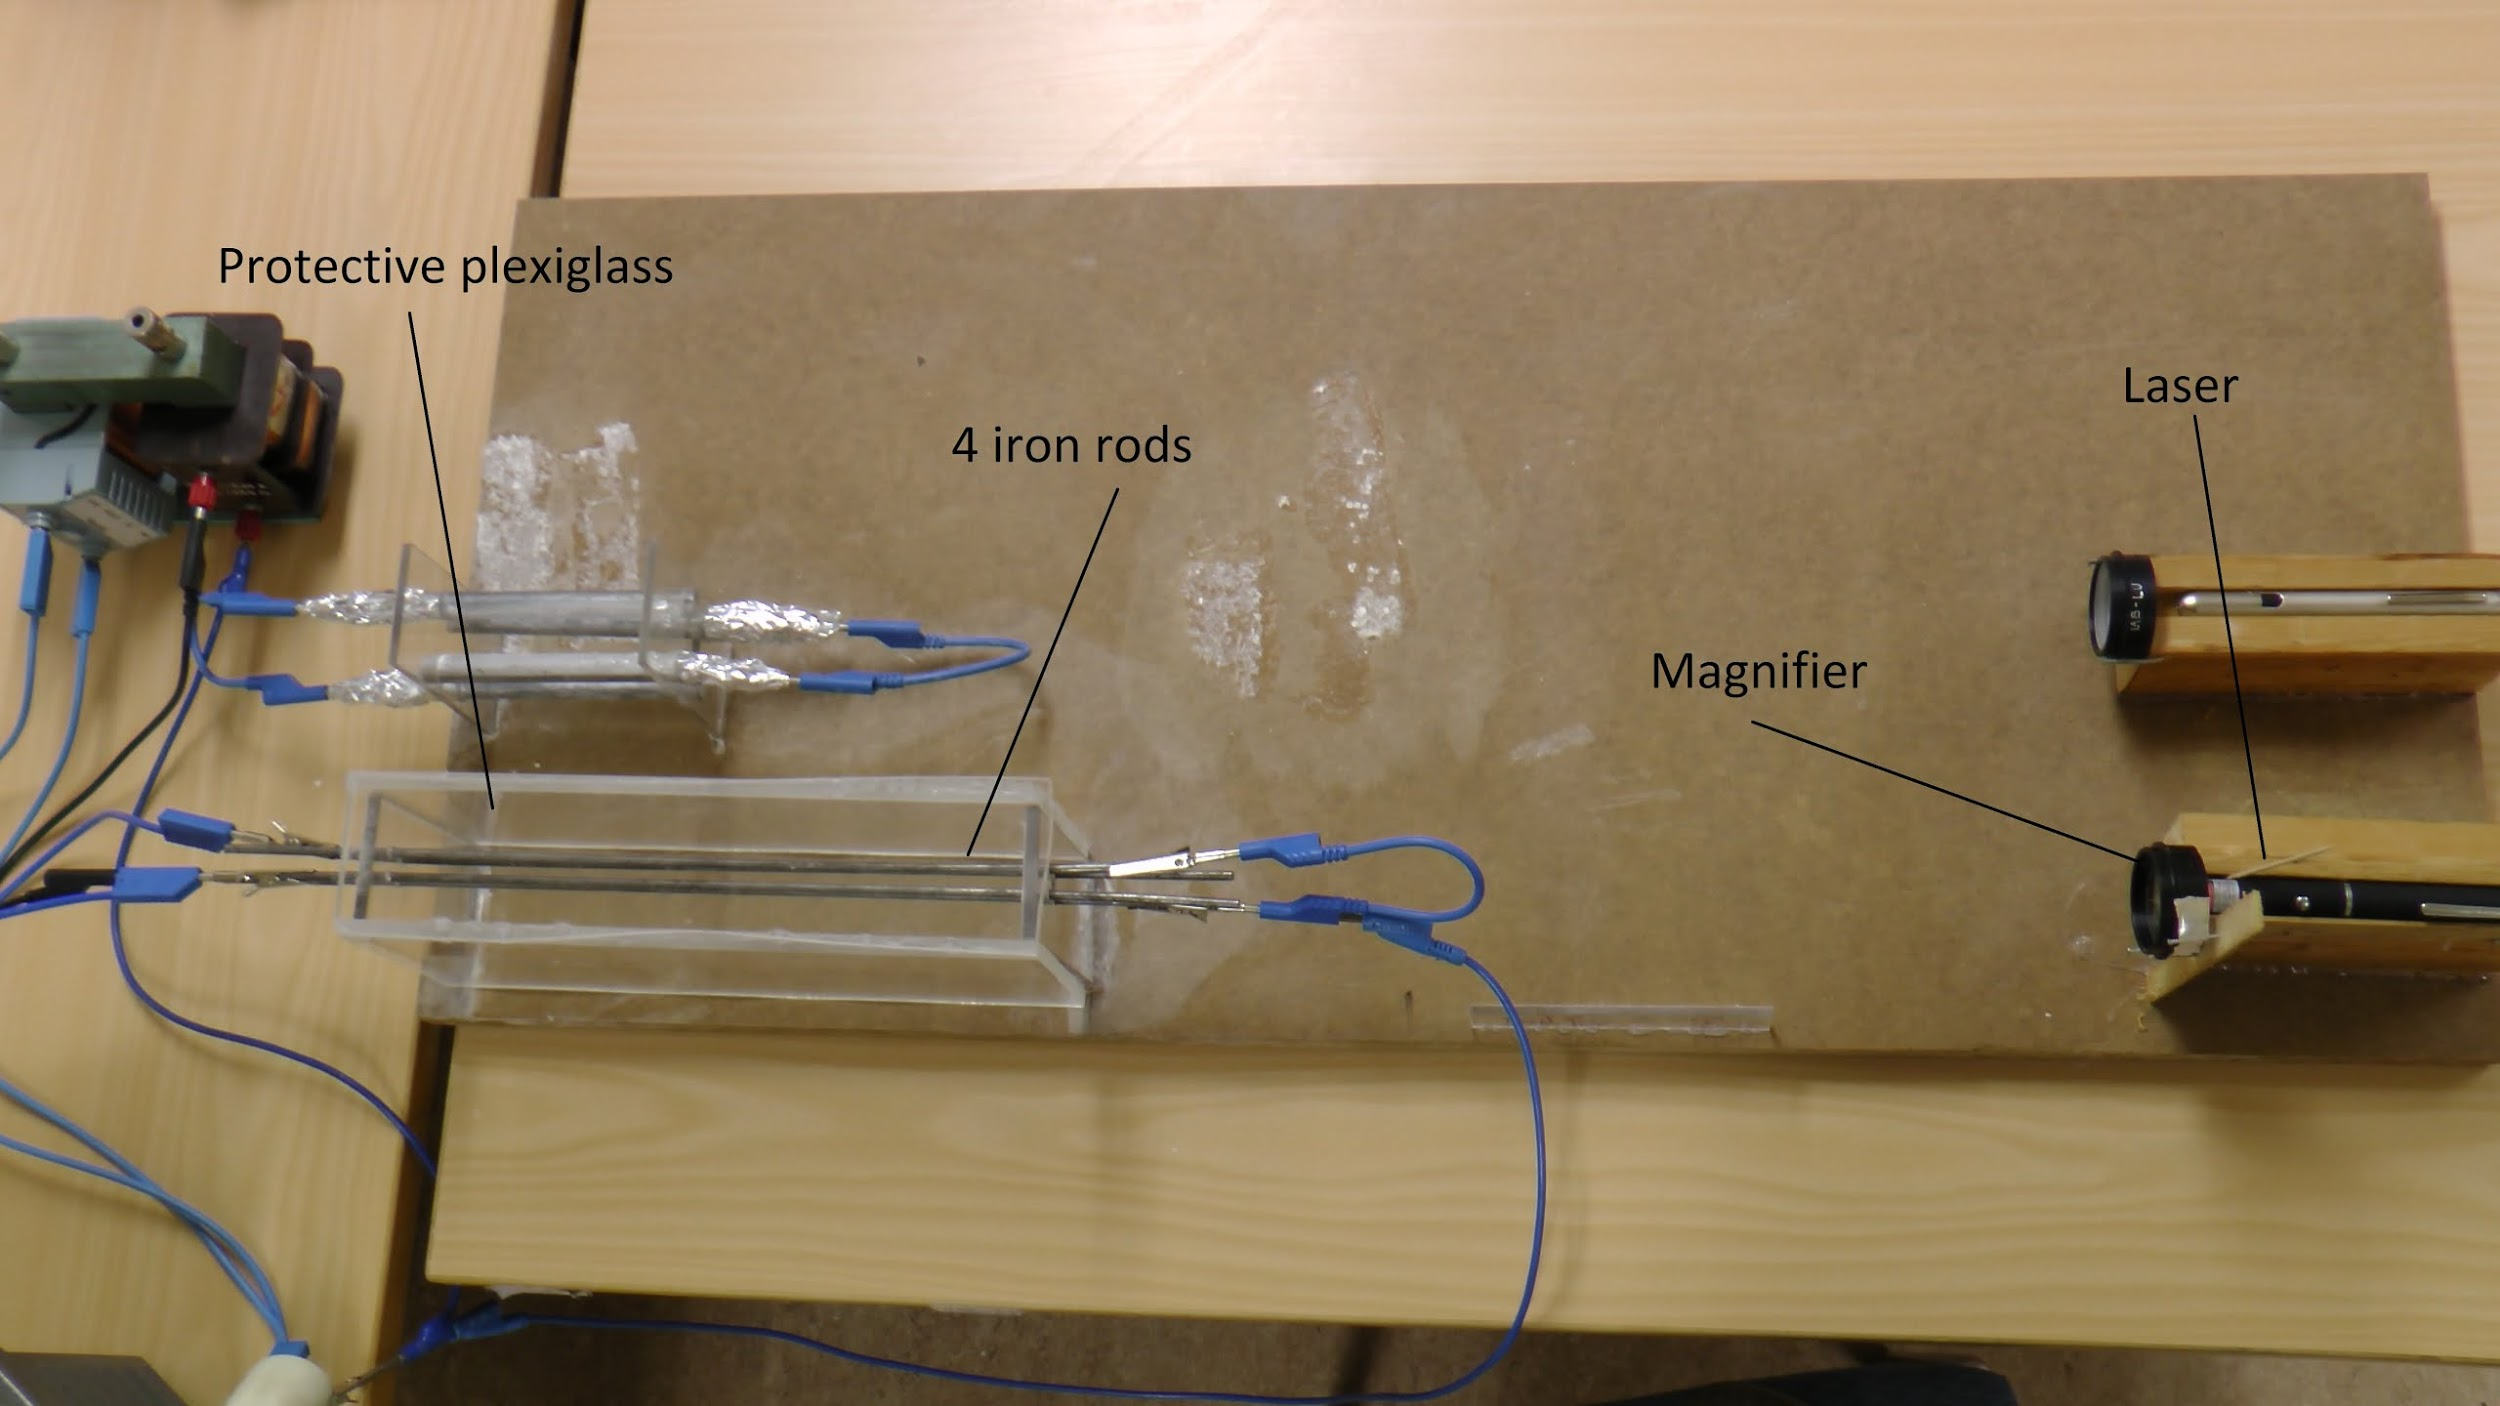 Protective plexiglass
Laser
4 iron rods
Magnifier